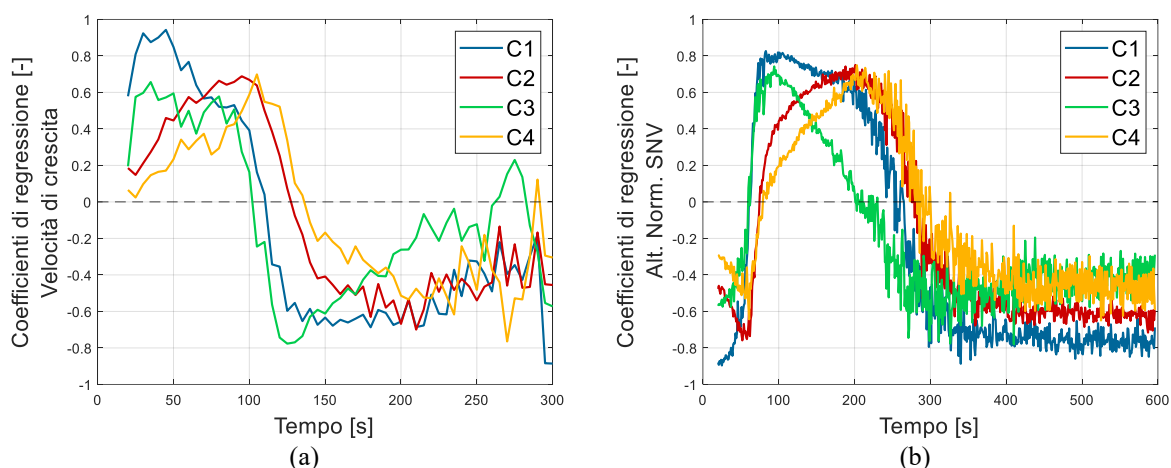 Coefficienti di regressione [-]
Velocità di crescita
1
0.8
0.6
0.4
0.2
0
-0.2
-0.4
-0.6
-0.8
-1
0 50 100 150 200 250 300
Tempo [s]
C1
C2
C3
C4
(a)
Coefficienti di regressione [-]
Alt. Norm. SNV
1
0.8
0.6
0.4
0.2
0
-0.2
-0.4
-0.6
-0.8
-1
0 100 200 300 400 500 600
Tempo [s]
C1
C2
C3
C4
(b)